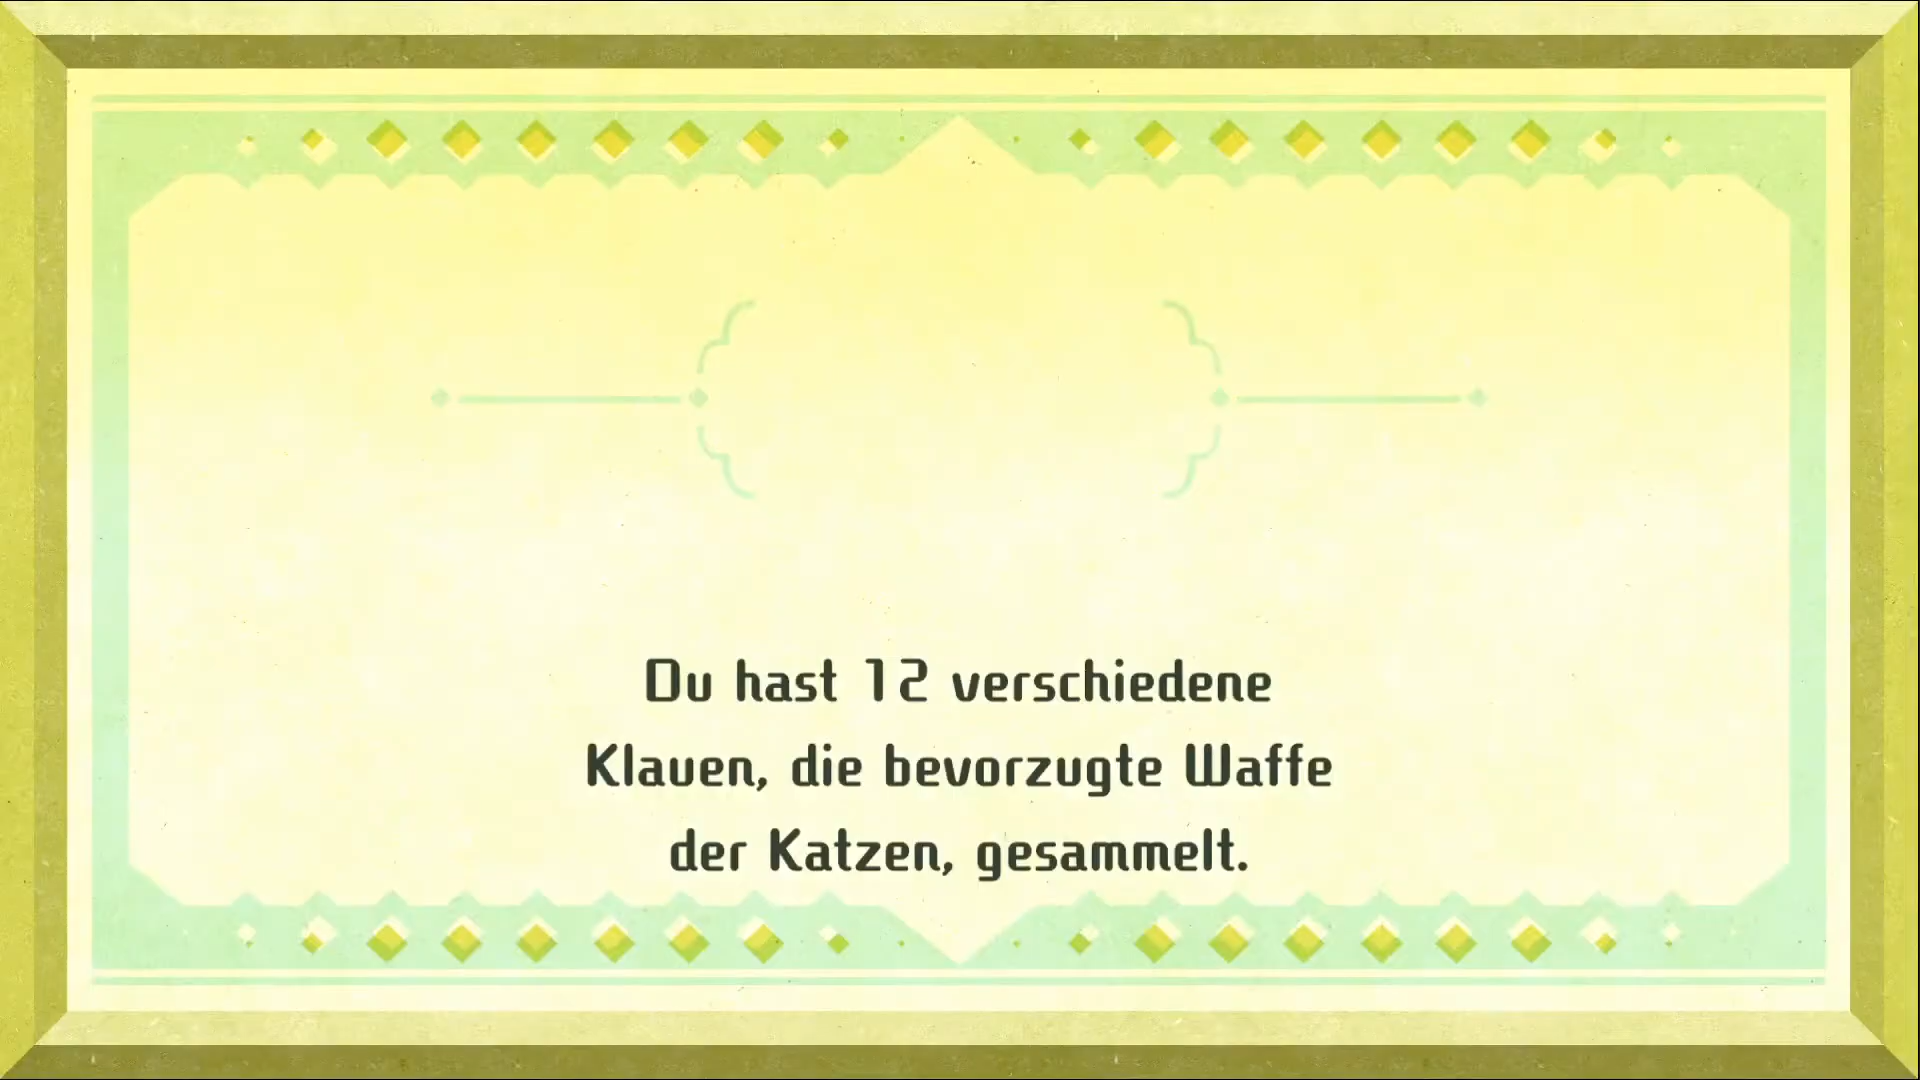 Du hast 12 verschiedene
Klauen, die bevorzugte Waffe
der Katzen, gesammelt.